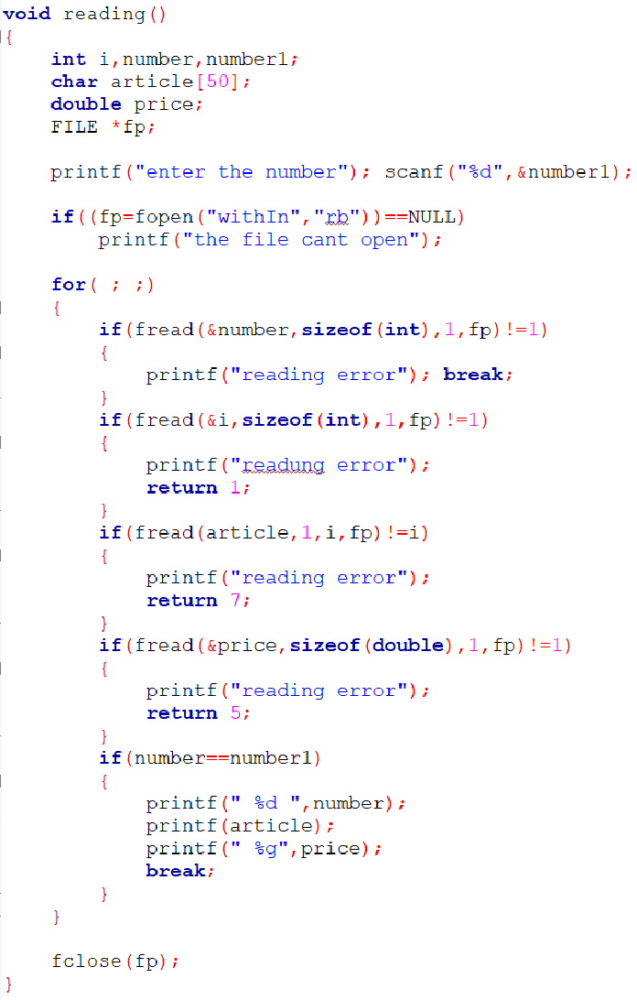 void reading()
{
    int i,number,number1;
    char article[50];
    double price;
    FILE *fp;

    printf("enter the number"); scanf("%d",&number1);

    if((fp=fopen("withIn","rb"))==NULL)
        printf("the file cant open");

    for( ; ;)
    {
        if(fread(&number,sizeof(int),1,fp)!=1)
        {
            printf("reading error"); break;
        }
        if(fread(&i,sizeof(int),1,fp)!=1)
        {
            printf("readung error");
            return 1;
        }
        if(fread(article,1,i,fp)!=i)
        {
            printf("reading error");
            return 7;
        }
        if(fread(&price,sizeof(double),1,fp)!=1)
        {
            printf("reading error");
            return 5;
        }
        if(number==number1)
        {
            printf(" %d ",number);
            printf(article);
            printf(" %g",price);
            break;
        }
    }

    fclose(fp);
}